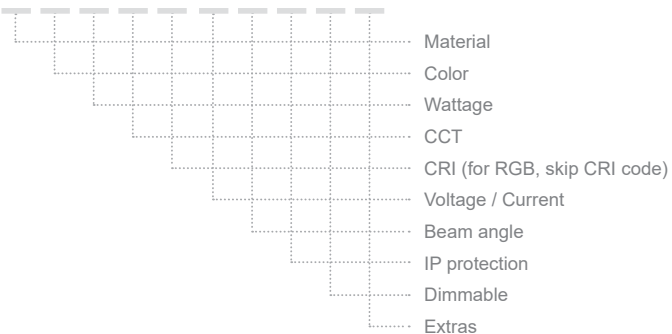 Material
Color
Wattage
CCT
CRI (for RGB, skip CRI code)
Voltage / Current
Beam angle
IP protection
Dimmable
Extras